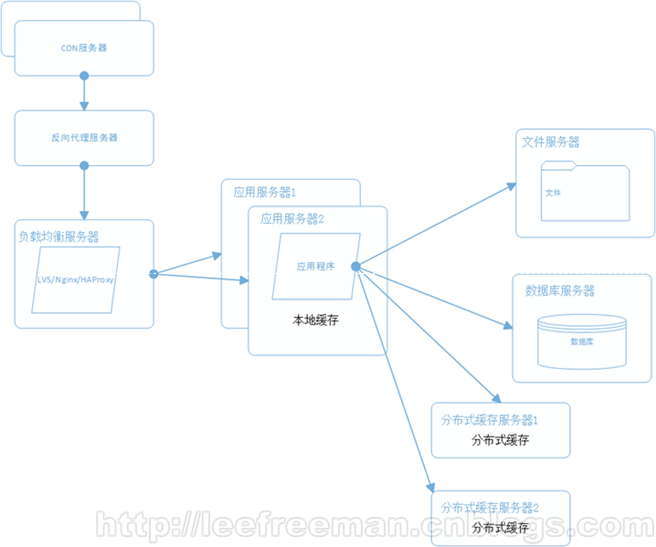 CDN服务器
反向代理服务器
负载均衡服务器
LVS/Nginx/HAProxy
应用服务器1
应用服务器2
应用程序
本地缓存
文件服务器
文件
数据库服务器
数据库
分布式缓存服务器1
分布式缓存
分布式缓存服务器2
分布式缓存
http://leefreeman.cnblogs.com